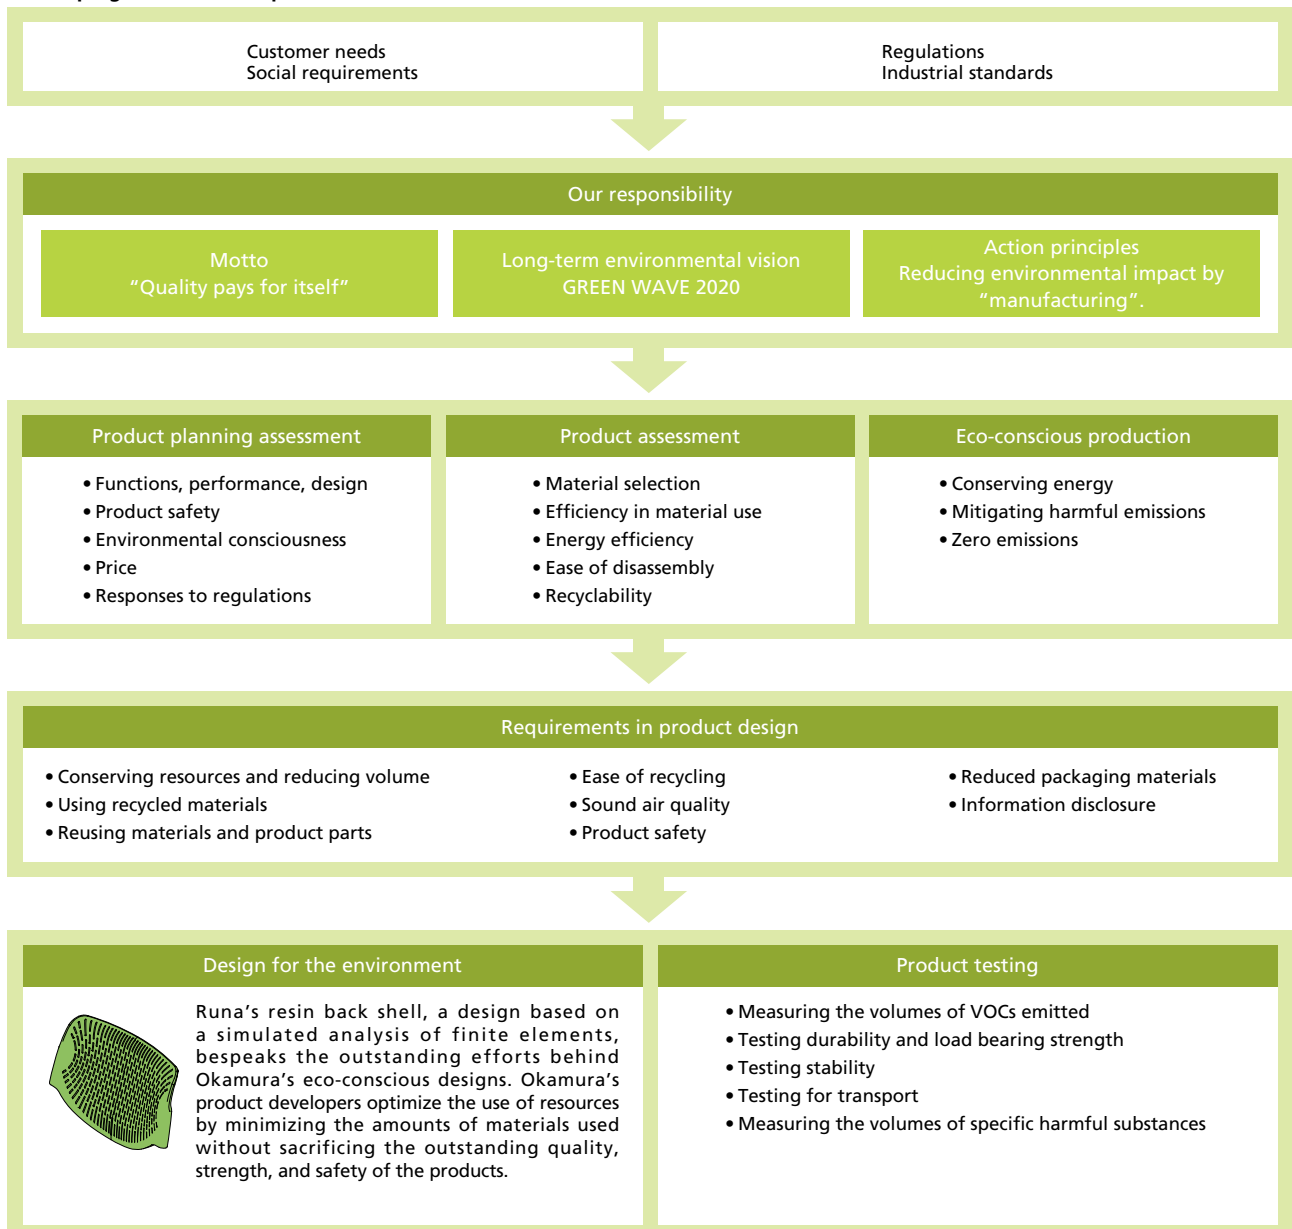 Customer needs
Social requirements
Regulations
Industrial standards
Our responsibility
Motto
“Quality pays for itself”
Long-term environmental vision
GREEN WAVE 2020
Action principles
Reducing environmental impact by
“manufacturing”.
Product planning assessment
• Functions, performance, design
• Product safety
• Environmental consciousness
• Price
• Responses to regulations
Product assessment
• Material selection
• Efficiency in material use
• Energy efficiency
• Ease of disassembly
• Recyclability
Eco-conscious production
• Conserving energy
• Mitigating harmful emissions
• Zero emissions
Requirements in product design
• Conserving resources and reducing volume
• Using recycled materials
• Reusing materials and product parts
• Ease of recycling
• Sound air quality
• Product safety
• Reduced packaging materials
• Information disclosure
Design for the environment
Runa’s resin back shell, a design based on
a simulated analysis of finite elements,
bespeaks the outstanding efforts behind
Okamura’s eco-conscious designs. Okamura’s
product developers optimize the use of resources
by minimizing the amounts of materials used
without sacrificing the outstanding quality,
strength, and safety of the products.
Product testing
• Measuring the volumes of VOCs emitted
• Testing durability and load bearing strength
• Testing stability
• Testing for transport
• Measuring the volumes of specific harmful substances